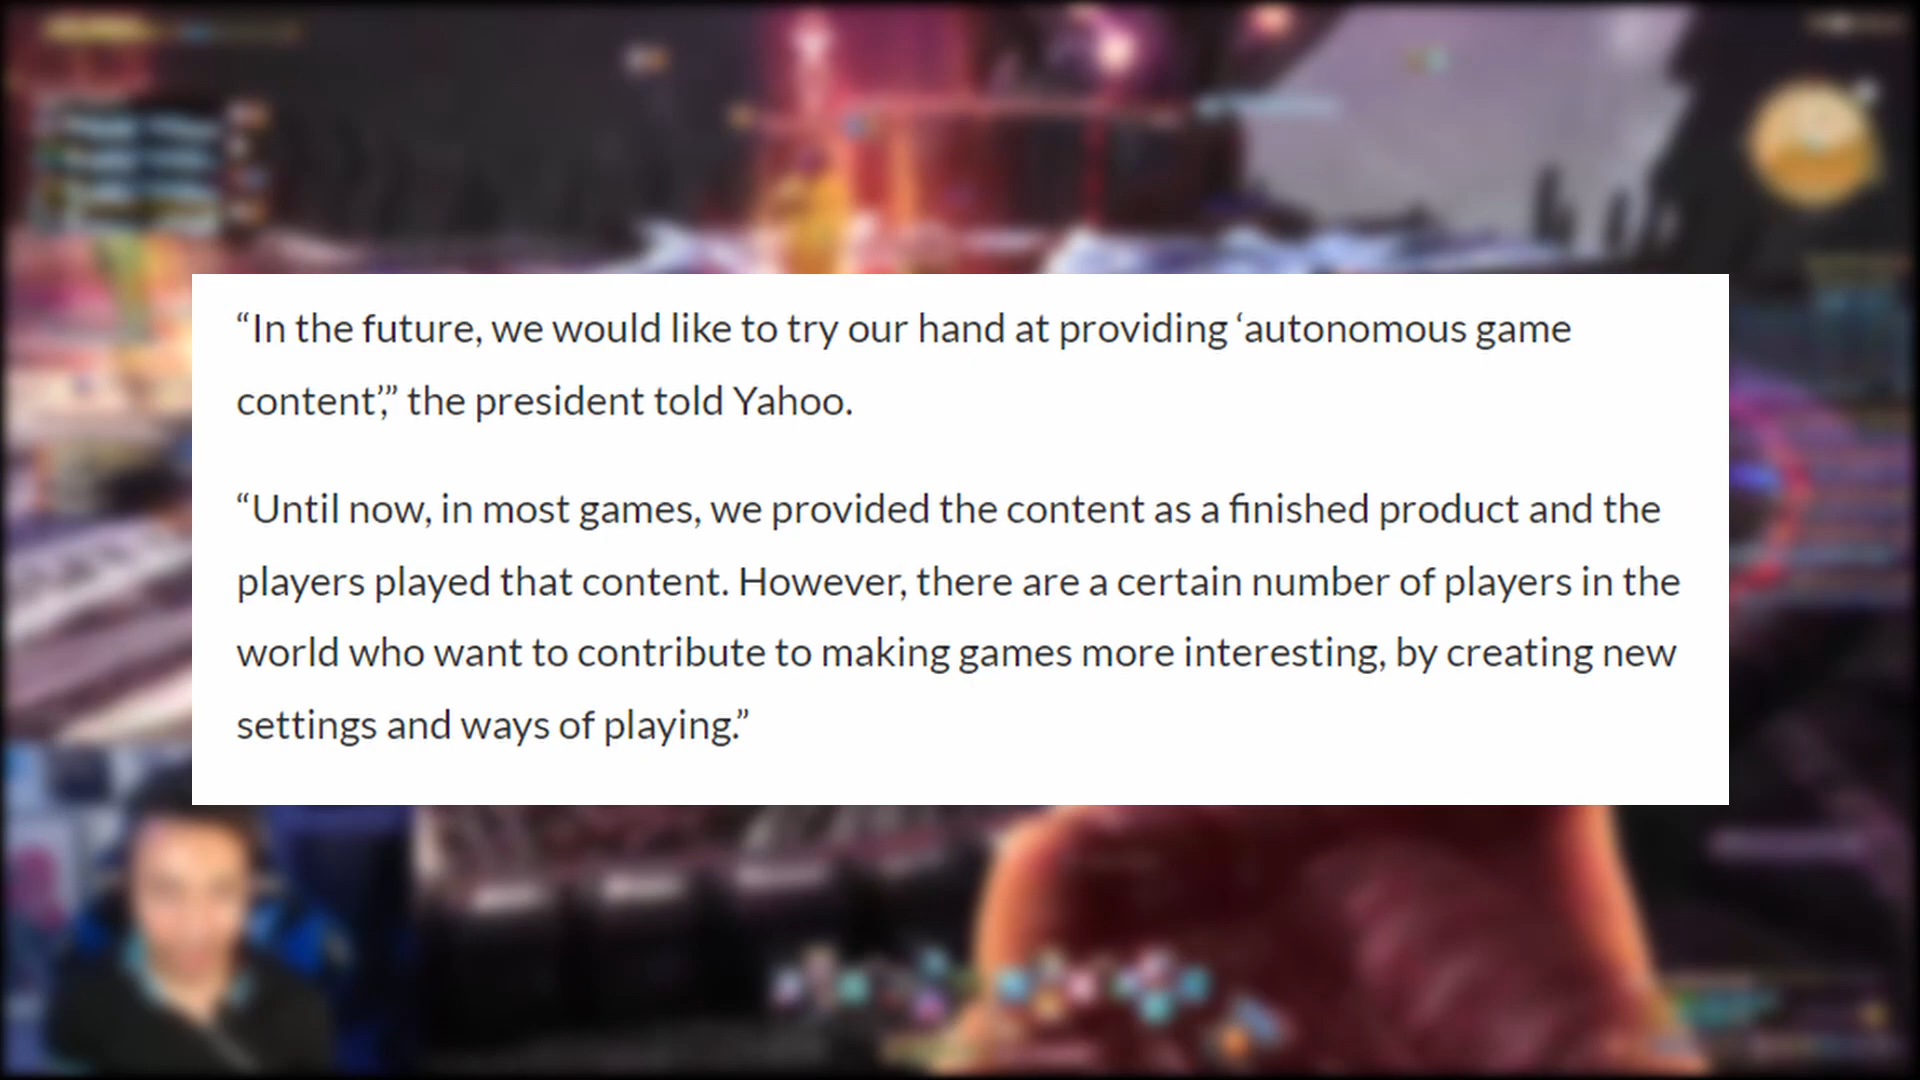 “In the future, we would like to try our hand at providing ‘autonomous game
content’,” the president told Yahoo.
“Until now, in most games, we provided the content as a finished product and the
players played that content. However, there are a certain number of players in the
world who want to contribute to making games more interesting, by creating new
settings and ways of playing.”